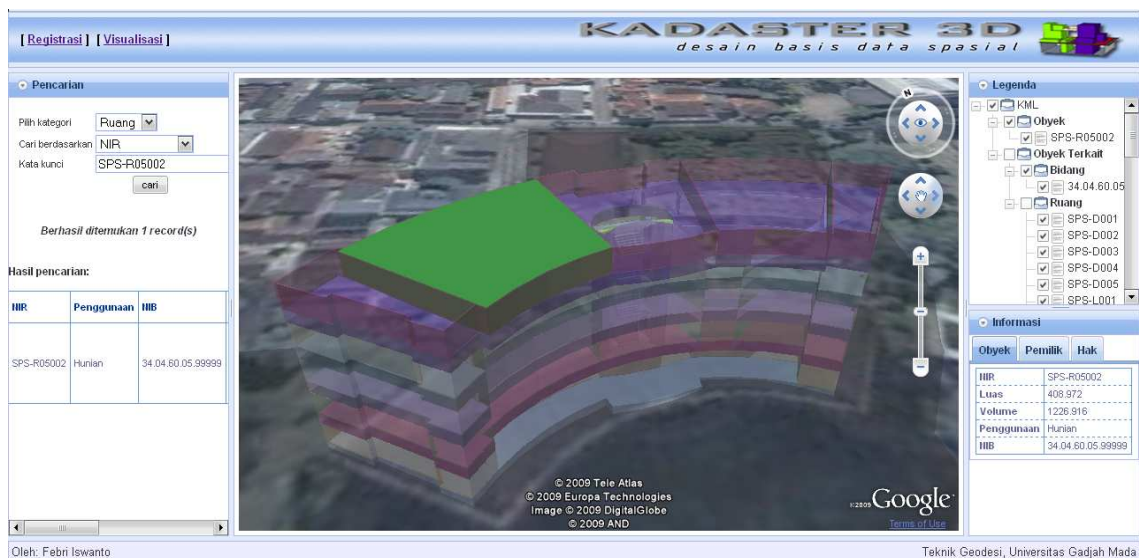 [ Registrasi ] [ Visualisasi ]
KADASTER 3D
desain basis data spasial
Pencarian
Pilih kategori Ruang
Cari berdasarkan NIR
Kata kunci SPS-R05002
cari
Berhasil ditemukan 1 record(s)
Hasil pencarian:
NIR Penggunaan NIB
SPS-R05002 Hunian 34.04.60.05.99999
N
© 2009 Tele Atlas
© 2009 Europa Technologies
Image © 2009 DigitalGlobe
© 2009 AND
©2009 Google
Terms of Use
Legenda
KML
Obyek
SPS-R05002
Obyek Terkait
Bidang
34.04.60.05
Ruang
SPS-D001
SPS-D002
SPS-D003
SPS-D004
SPS-D005
SPS-L001
Informasi
Obyek Pemilik Hak
NIR SPS-R05002
Luas 408.972
Volume 1226.916
Penggunaan Hunian
NIB 34.04.60.05.99999
Oleh: Febri Iswanto
Teknik Geodesi, Universitas Gadjah Mada